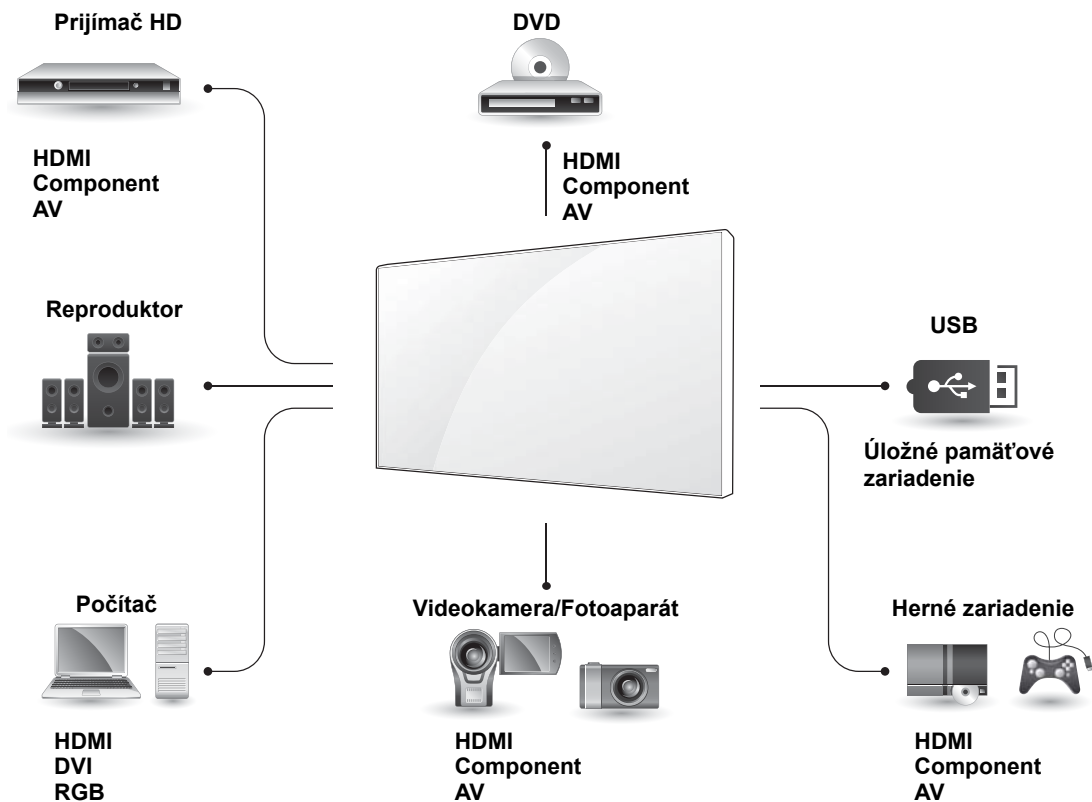 Prijímač HD
HDMI
Component
AV
DVD
HDMI
Component
AV
Reproduktor
USB
Úložné pamäťové
zariadenie
Počítač
HDMI
DVI
RGB
Videokamera/Fotoaparát
HDMI
Component
AV
Herné zariadenie
HDMI
Component
AV